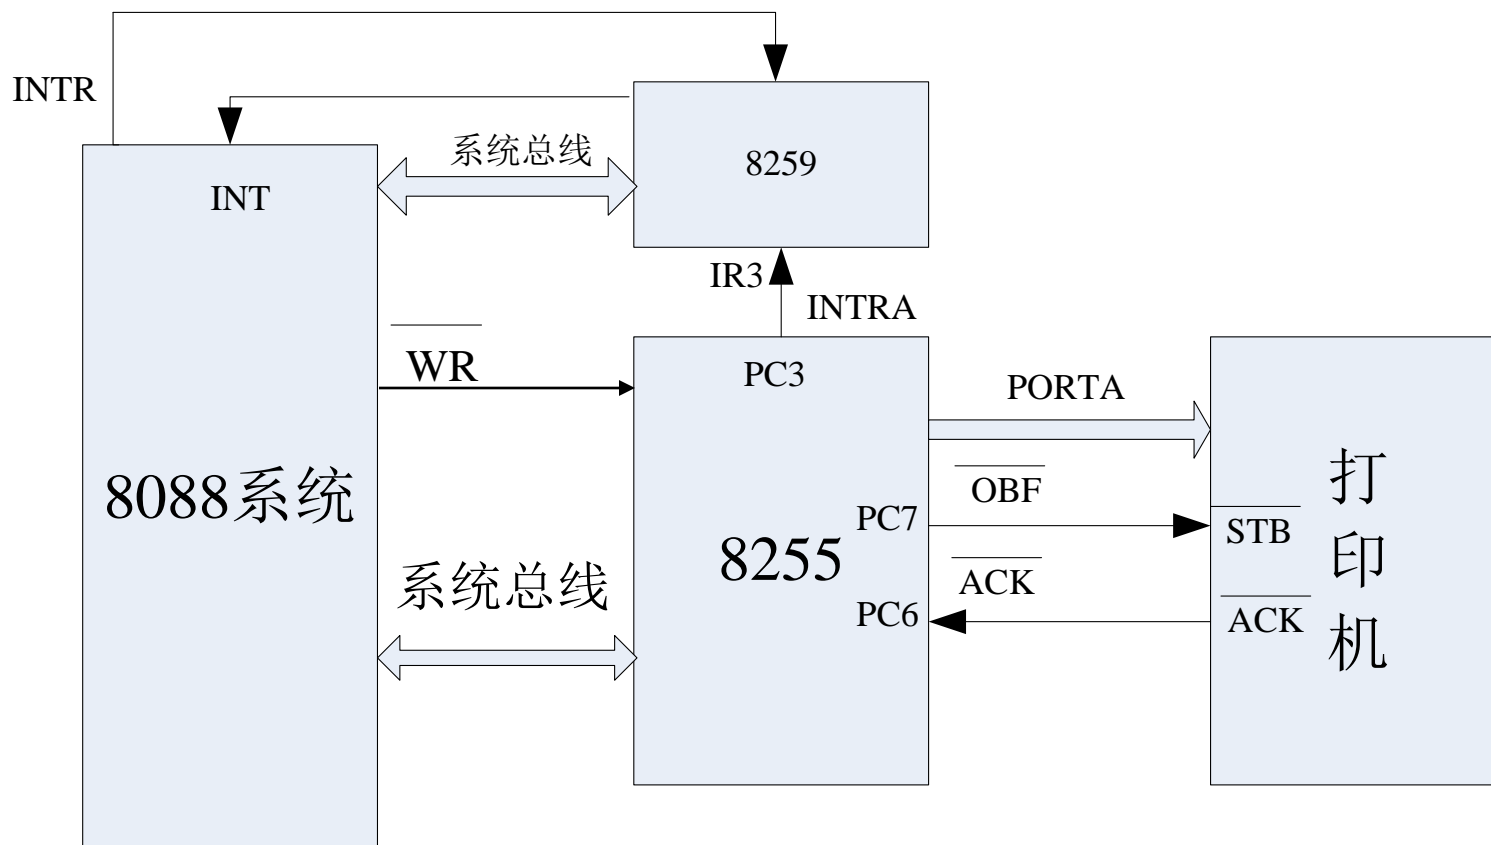 INTR
系统总线
8259
INT
IR3
INTRA
WR
PC3
PORTA
8088系统
OBF
PC7
STB
8255
系统总线
ACK
PC6
ACK
打印机